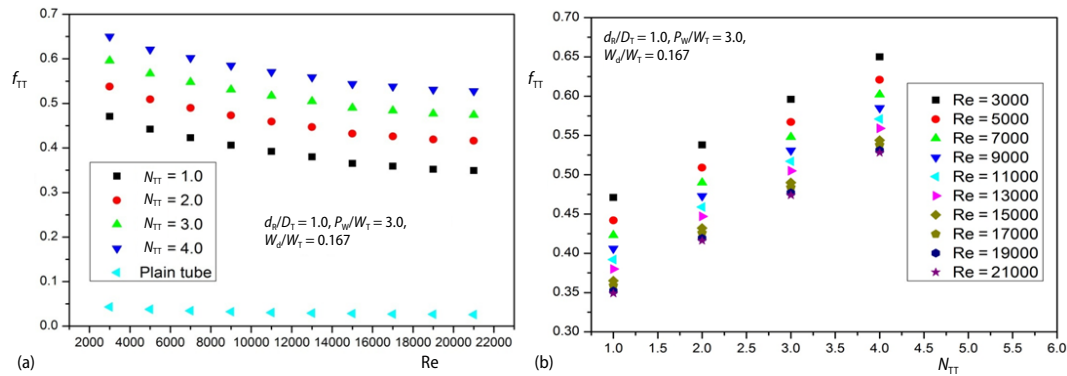 0.7
0.6
0.5
0.4
0.3
0.2
0.1
0.0
f_TT
N_TT = 1.0
N_TT = 2.0
N_TT = 3.0
N_TT = 4.0
Plain tube
d_R/D_T = 1.0, P_W/W_T = 3.0,
W_d/W_T = 0.167
2000 4000 6000 8000 10000 12000 14000 16000 18000 20000 22000
(a)
Re
0.70
0.65
0.60
0.55
0.50
0.45
0.40
0.35
0.30
f_TT
d_R/D_T = 1.0, P_W/W_T = 3.0,
W_d/W_T = 0.167
Re = 3000
Re = 5000
Re = 7000
Re = 9000
Re = 11000
Re = 13000
Re = 15000
Re = 17000
Re = 19000
Re = 21000
1.0 1.5 2.0 2.5 3.0 3.5 4.0 4.5 5.0 5.5 6.0
(b)
N_TT